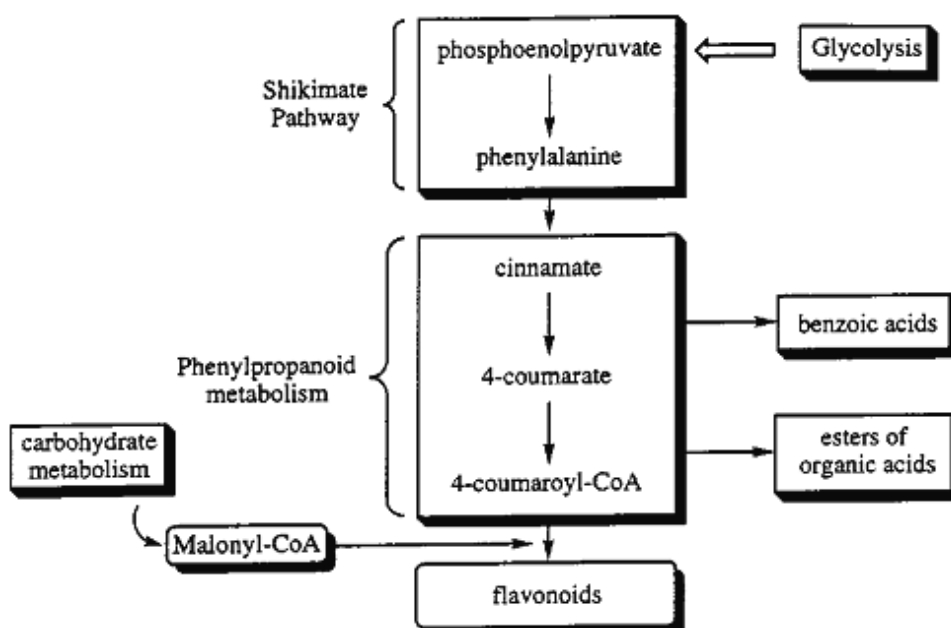 phosphoenolpyruvate
Glycolysis
Shikimate
Pathway
phenylalanine
cinnamate
benzoic acids
Phenylpropanoid
metabolism
4-coumarate
carbohydrate
metabolism
esters of
organic acids
4-coumaroyl-CoA
Malonyl-CoA
flavonoids